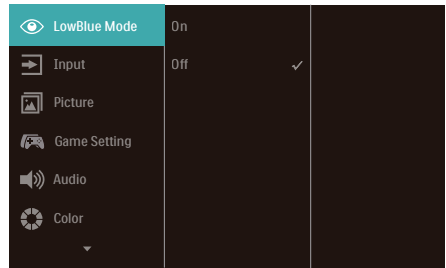 LowBlue Mode
On
Input
Off
Picture
Game Setting
Audio
Color